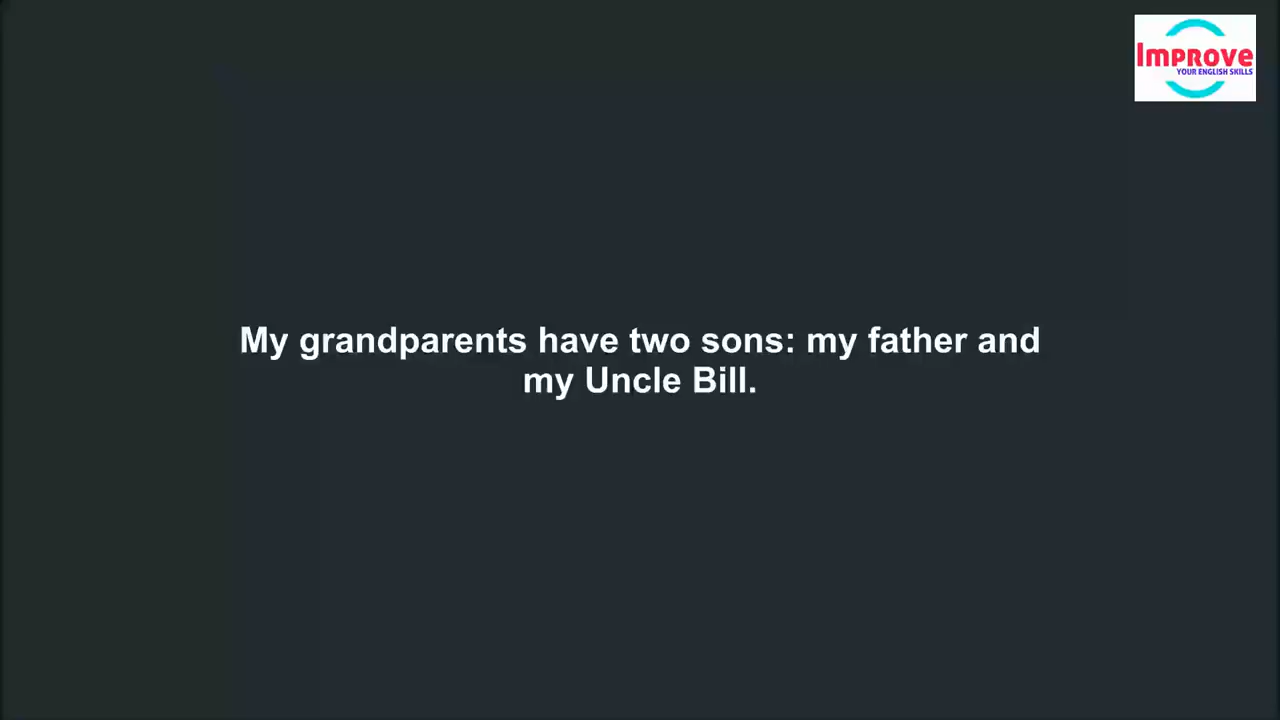 Improve
YOUR ENGLISH SKILLS
My grandparents have two sons: my father and
my Uncle Bill.